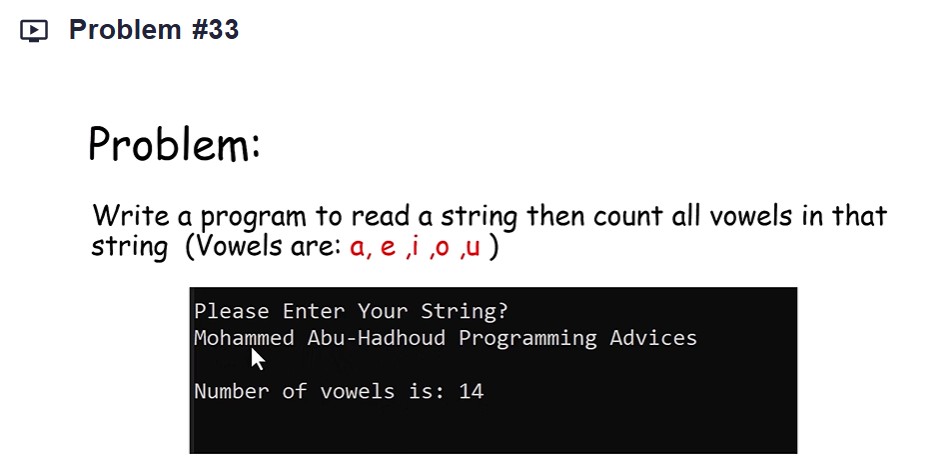 Problem #33
Problem:
Write a program to read a string then count all vowels in that
string (Vowels are: a, e ,i ,o ,u )
Please Enter Your String?
Mohammed Abu-Hadhoud Programming Advices
Number of vowels is: 14